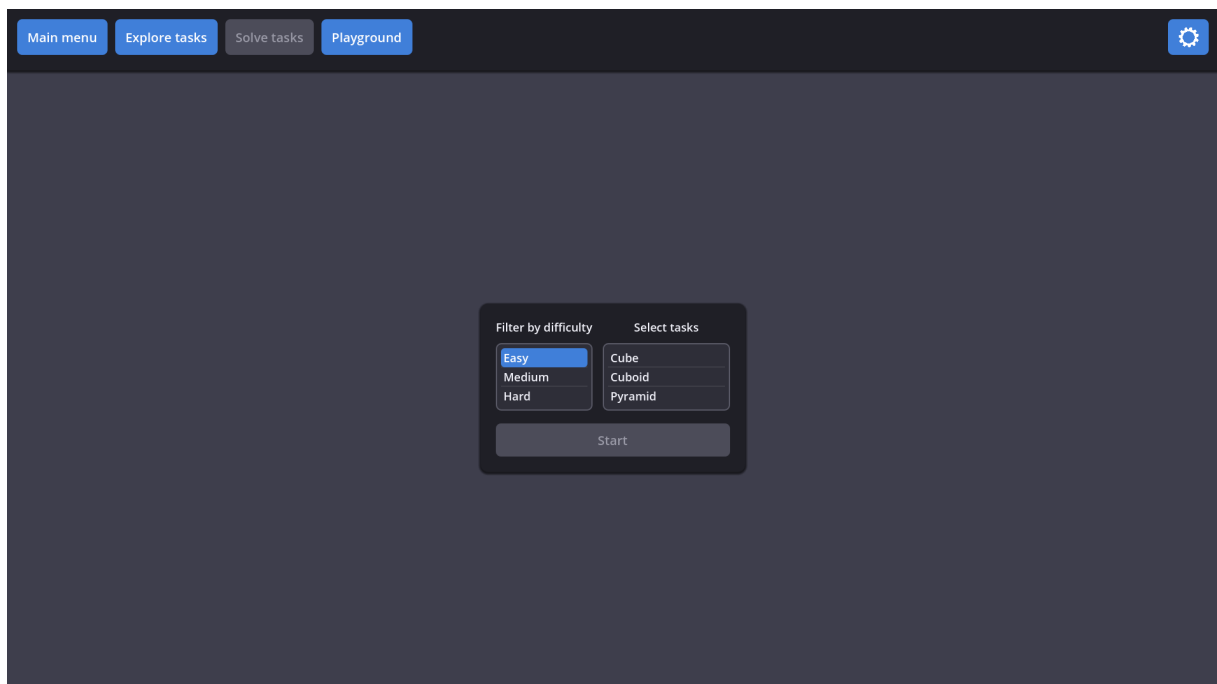 Main menu Explore tasks Solve tasks Playground
Filter by difficulty Select tasks
Easy Cube
Medium Cuboid
Hard Pyramid
Start